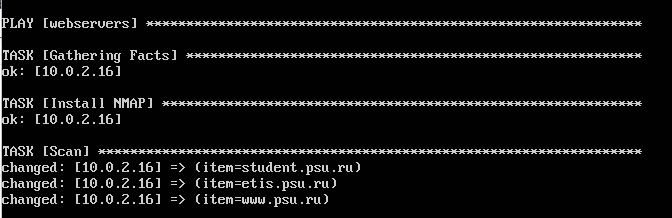 PLAY [webservers] **************************************************************
TASK [Gathering Facts] *********************************************************
ok: [10.0.2.16]
TASK [Install NMAP] ************************************************************
ok: [10.0.2.16]
TASK [Scan] ********************************************************************
changed: [10.0.2.16] => (item=student.psu.ru)
changed: [10.0.2.16] => (item=etis.psu.ru)
changed: [10.0.2.16] => (item=www.psu.ru)